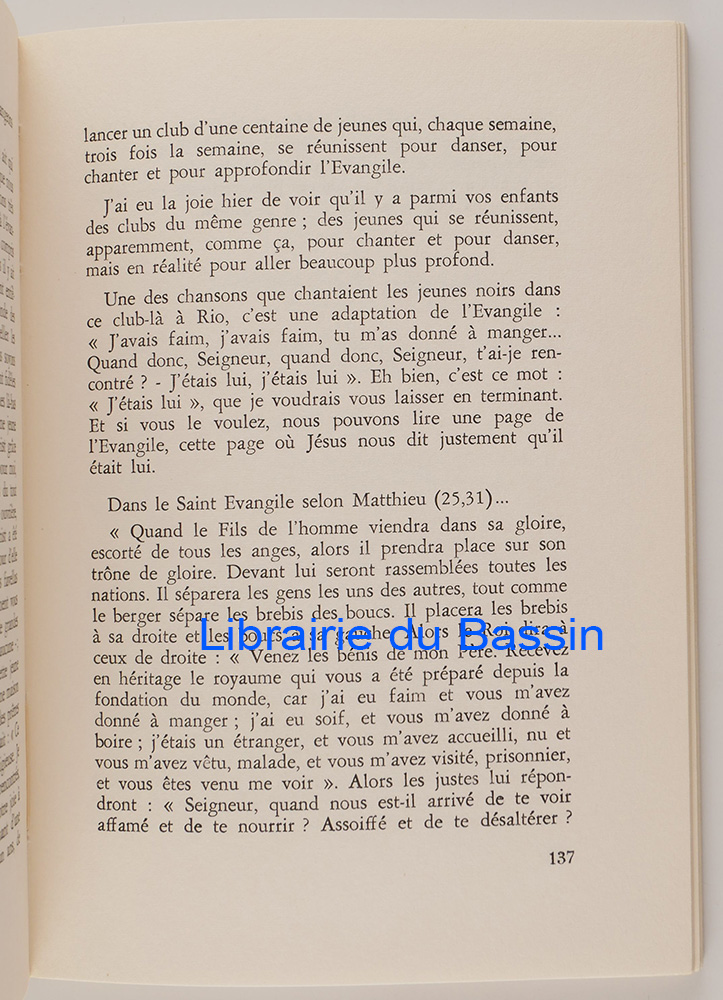 lancer un club d'une centaine de jeunes qui, chaque semaine,
trois fois la semaine, se réunissent pour danser, pour
chanter et pour approfondir l'Evangile.
J'ai eu la joie hier de voir qu'il y a parmi vos enfants
des clubs du même genre ; des jeunes qui se réunissent,
apparemment, comme ça, pour chanter et pour danser,
mais en réalité pour aller beaucoup plus profond.
Une des chansons que chantaient les jeunes noirs dans
ce club-là à Rio, c'est une adaptation de l'Evangile :
« J'avais faim, j'avais faim, tu m'as donné à manger...
Quand donc, Seigneur, quand donc, Seigneur, t'ai-je ren-
contré ? - J'étais lui, j'étais lui ». Eh bien, c'est ce mot :
« J'étais lui », que je voudrais vous laisser en terminant.
Et si vous le voulez, nous pouvons lire une page de
l'Evangile, cette page où Jésus nous dit justement qu'il
était lui.
Dans le Saint Evangile selon Matthieu (25,31)...
« Quand le Fils de l'homme viendra dans sa gloire,
escorté de tous les anges, alors il prendra place sur son
trône de gloire. Devant lui seront rassemblées toutes les
nations. Il séparera les gens les uns des autres, tout comme
le berger sépare les brebis des boucs. Il placera les brebis
à sa droite et les boucs à sa gauche. Alors le Roi dira à
Librairie du Bassin
ceux de droite : « Venez les bénis de mon Père. Recevez
en héritage le royaume qui vous a été préparé depuis la
fondation du monde, car j'ai eu faim et vous m'avez
donné à manger ; j'ai eu soif, et vous m'avez donné à
boire ; j'étais un étranger, et vous m'avez accueilli, nu et
vous m'avez vêtu, malade, et vous m'avez visité, prisonnier,
et vous êtes venu me voir ». Alors les justes lui répon-
dront : « Seigneur, quand nous est-il arrivé de te voir
affamé et de te nourrir ? Assoiffé et de te désaltérer ?
137